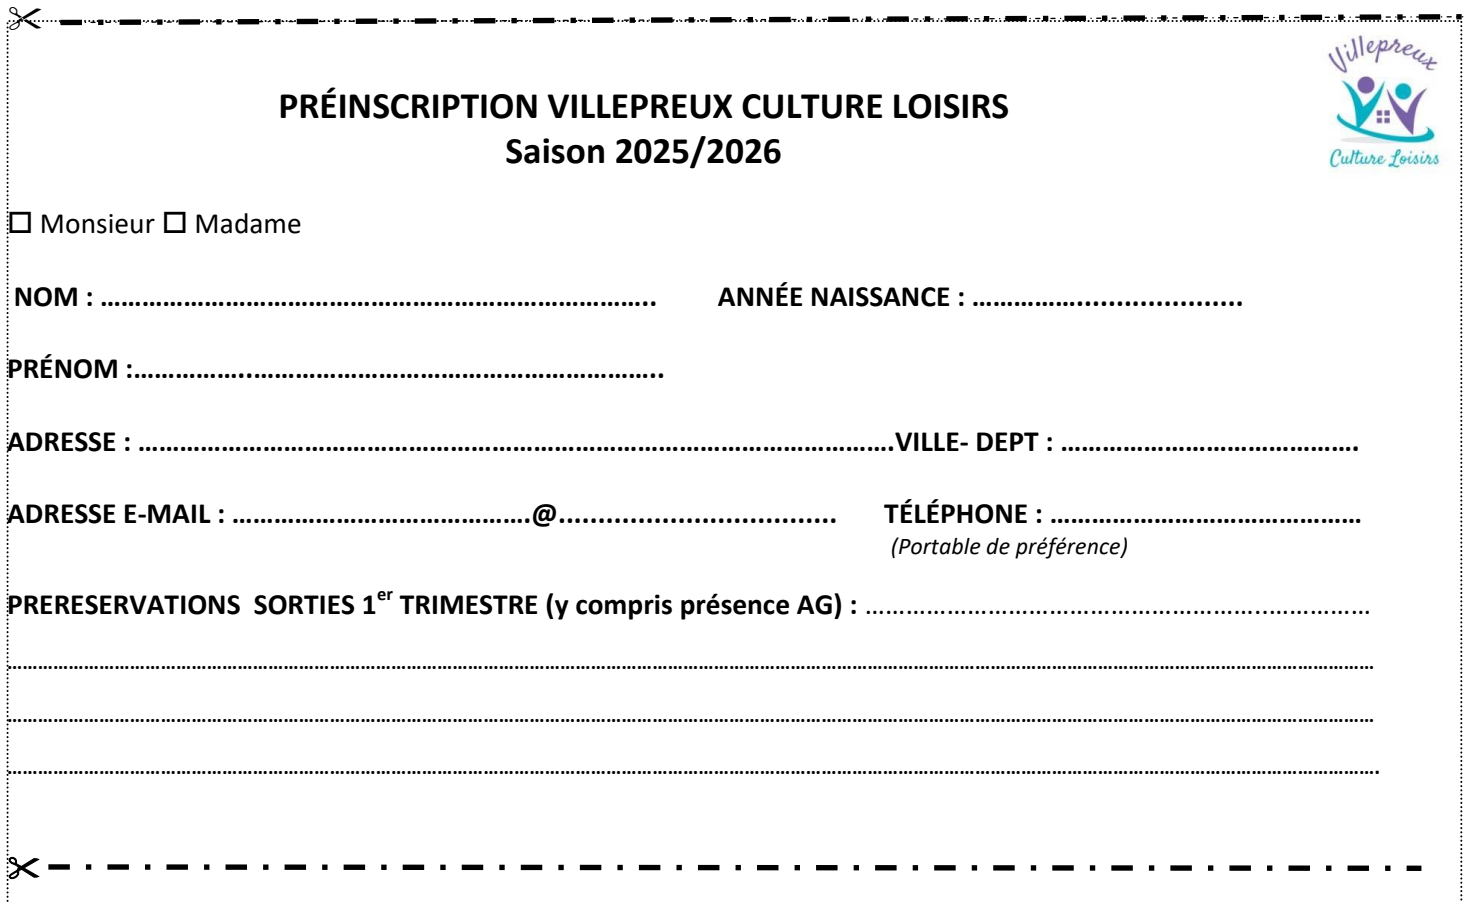 Villepreux
Culture Loisirs
PRÉINSCRIPTION VILLEPREUX CULTURE LOISIRS
Saison 2025/2026
☐ Monsieur ☐ Madame
NOM : ………………………………………………………………….. ANNÉE NAISSANCE : ……………......................
PRÉNOM :……………..…………………………………………………..
ADRESSE : ……………………………………………………………………………………………….VILLE- DEPT : …………………………………….
ADRESSE E-MAIL : …………………………………….@................................... TÉLÉPHONE : ………………………………………
(Portable de préférence)
PRERESERVATIONS SORTIES 1er TRIMESTRE (y compris présence AG) : …………………………………………………..……………
………………………………………………………………………………………………………………………………………………………………
………………………………………………………………………………………………………………………………………………………………
……………………………………………………………………………………………………………………………………………………………….